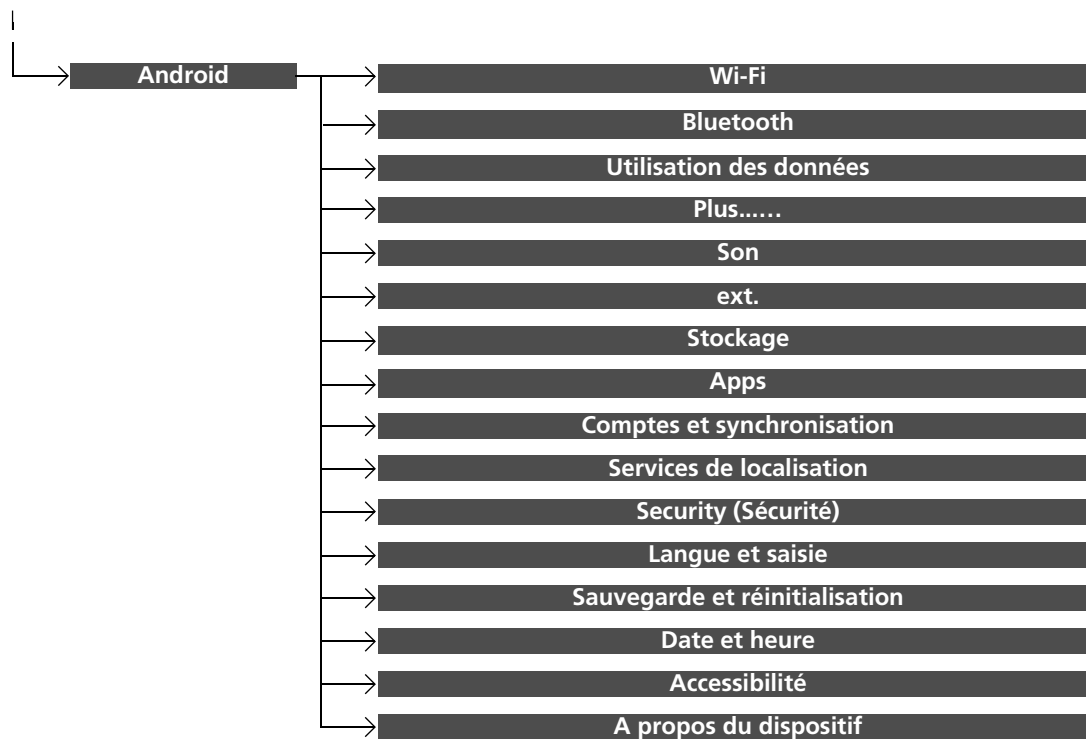 Android
Wi-Fi
Bluetooth
Utilisation des données
Plus...…
Son
ext.
Stockage
Apps
Comptes et synchronisation
Services de localisation
Security (Sécurité)
Langue et saisie
Sauvegarde et réinitialisation
Date et heure
Accessibilité
A propos du dispositif